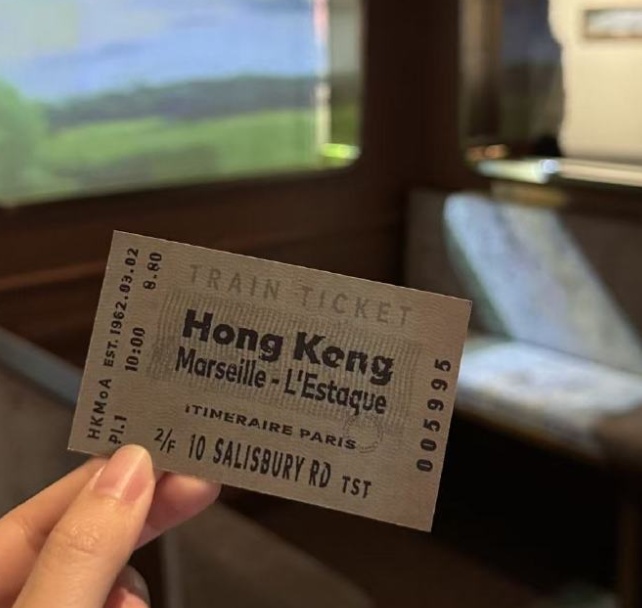 TRAIN TICKET
Hong Kong
Marseille - L'Estaque
ITINERAIRE PARIS
2/F 10 SALISBURY RD TST
HKMoA EST.1962.03.02
Pl.1 10:00 8.80
005995